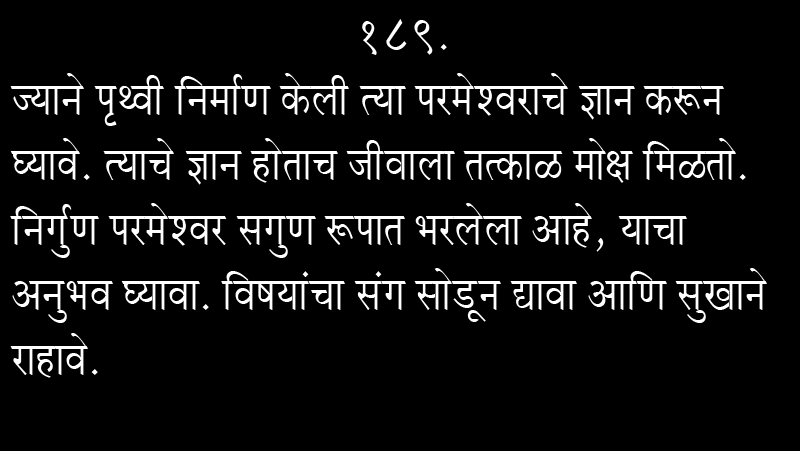 १८९.
ज्याने पृथ्वी निर्माण केली त्या परमेश्वराचे ज्ञान करून
घ्यावे. त्याचे ज्ञान होताच जीवाला तत्काळ मोक्ष मिळतो.
निर्गुण परमेश्वर सगुण रूपात भरलेला आहे, याचा
अनुभव घ्यावा. विषयांचा संग सोडून द्यावा आणि सुखाने
राहावे.